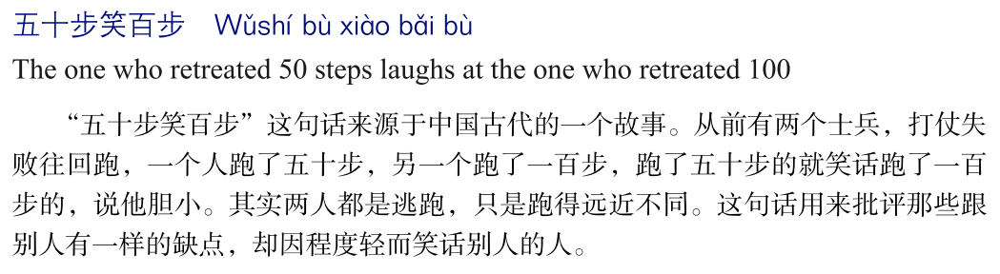 五十步笑百步 Wǔshí bù xiào bǎi bù
The one who retreated 50 steps laughs at the one who retreated 100
“五十步笑百步”这句话来源于中国古代的一个故事。从前有两个士兵，打仗失
败往回跑，一个人跑了五十步，另一个跑了一百步，跑了五十步的就笑话跑了一百
步的，说他胆小。其实两人都是逃跑，只是跑得远近不同。这句话用来批评那些跟
别人有一样的缺点，却因程度轻而笑话别人的人。